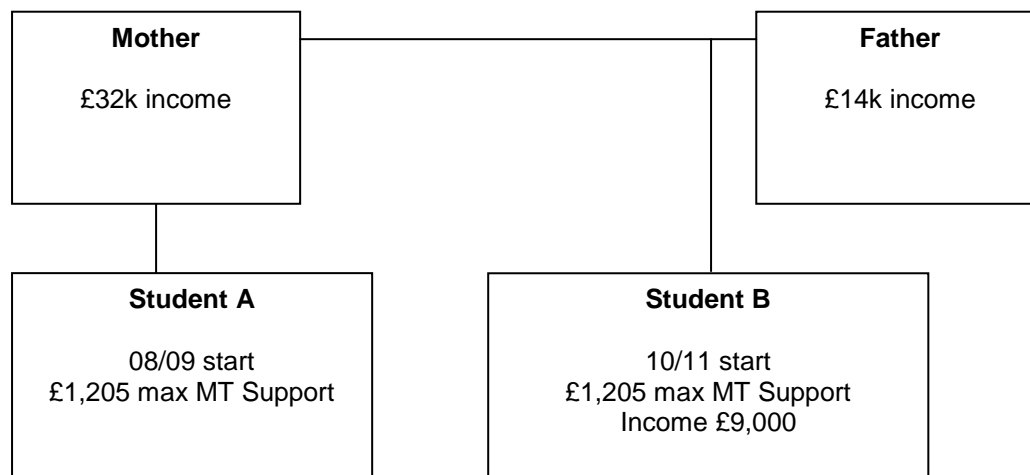 Mother
£32k income
Father
£14k income
Student A
08/09 start
£1,205 max MT Support
Student B
10/11 start
£1,205 max MT Support
Income £9,000